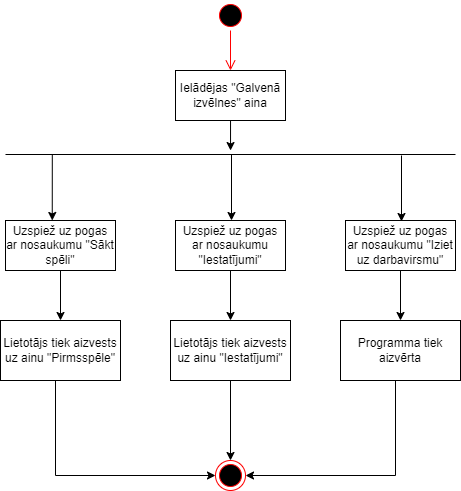 Ielādējas "Galvenā
izvēlnes" aina
Uzspiež uz pogas
ar nosaukumu "Sākt
spēli"
Uzspiež uz pogas
ar nosaukumu
"Iestatījumi"
Uzspiež uz pogas
ar nosaukumu "Iziet
uz darbavirsmu"
Lietotājs tiek aizvests
uz ainu "Pirmsspēle"
Lietotājs tiek aizvests
uz ainu "Iestatījumi"
Programma tiek
aizvērta